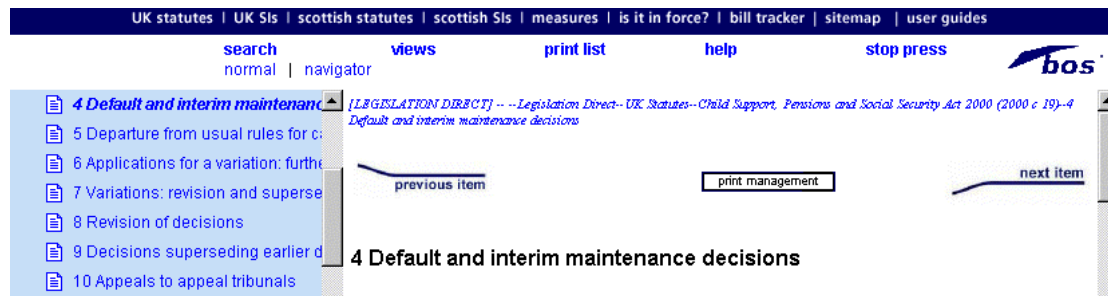 UK statutes | UK SIs | scottish statutes | scottish SIs | measures | is it in force? | bill tracker | sitemap | user guides
search views print list help stop press
normal | navigator
bos
4 Default and interim maintenanc
5 Departure from usual rules for ca
6 Applications for a variation: furthe
7 Variations: revision and superse
8 Revision of decisions
9 Decisions superseding earlier d
10 Appeals to appeal tribunals
[LEGISLATION DIRECT] -- --Legislation Direct--UK Statutes--Child Support, Pensions and Social Security Act 2000 (2000 c 19)--4
Default and interim maintenance decisions
previous item print management next item
4 Default and interim maintenance decisions